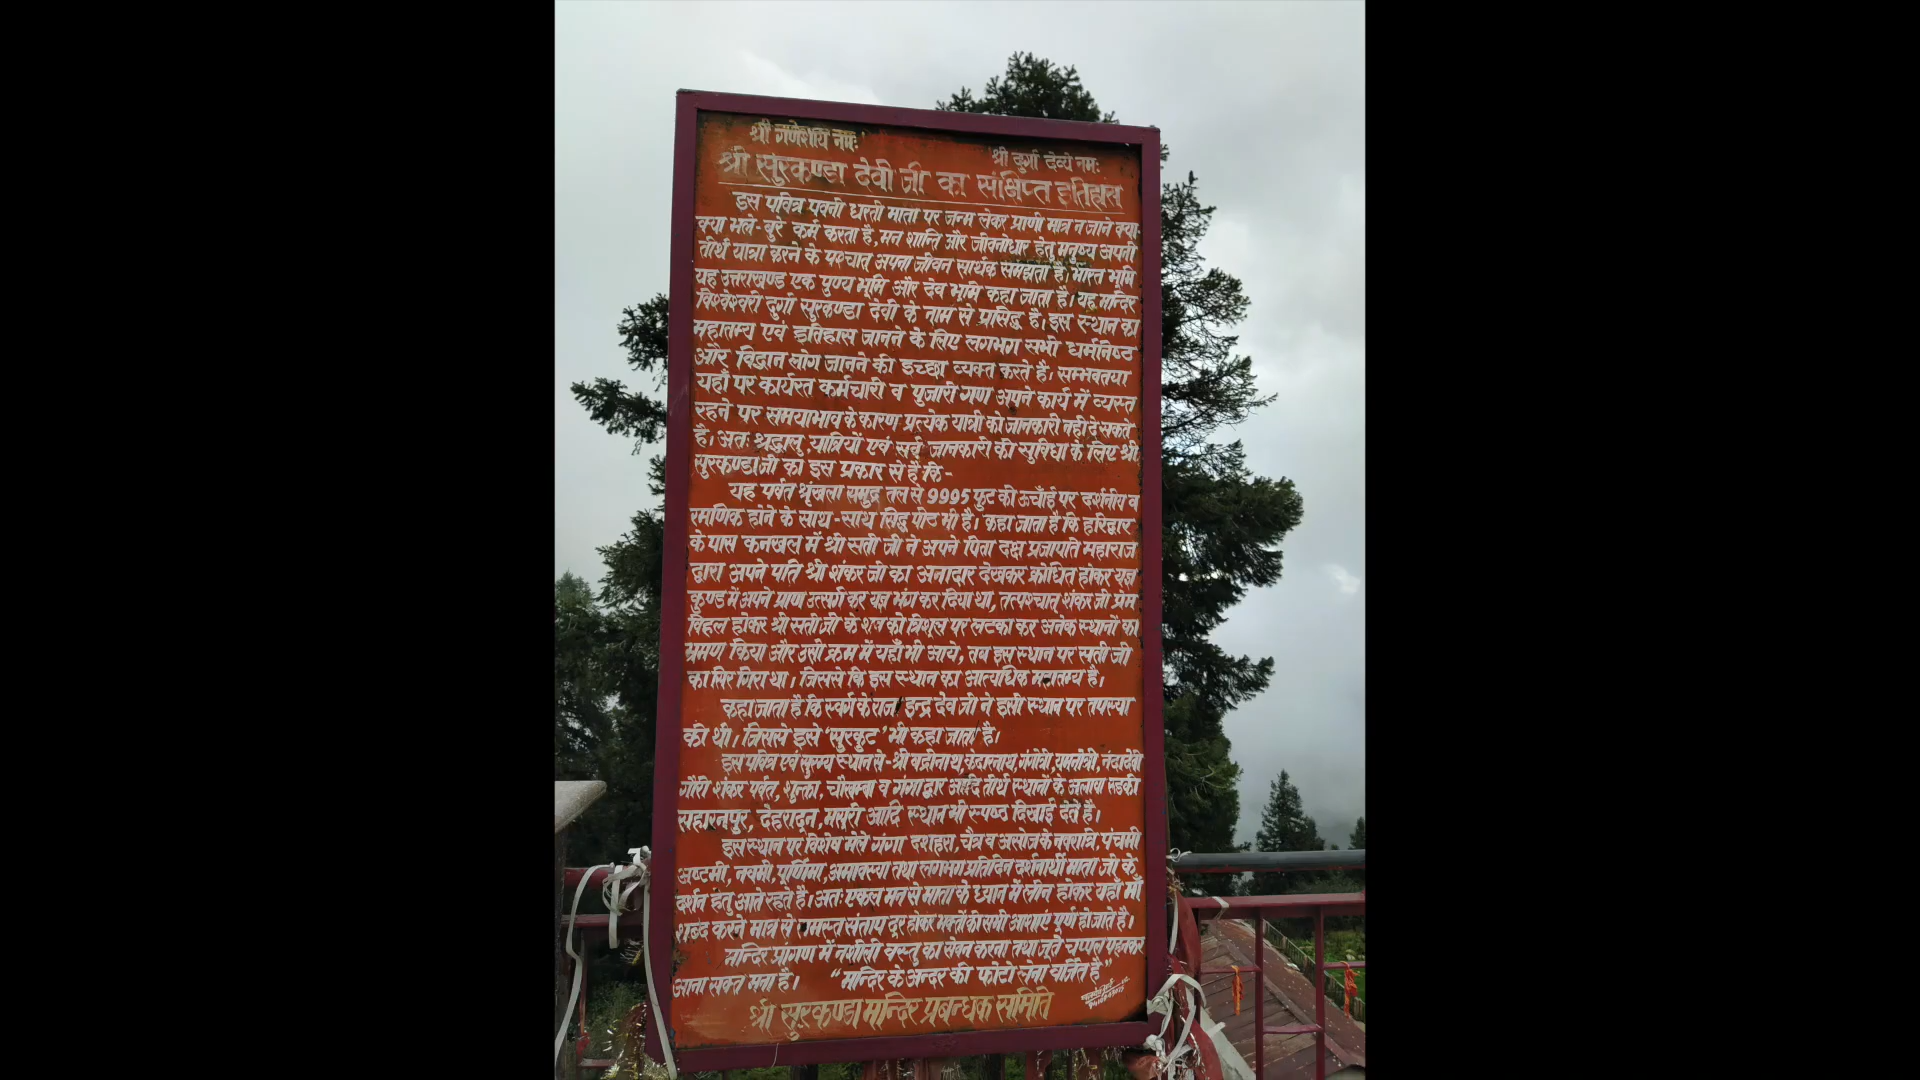 श्री गणेशाय नमः
श्री दुर्गा देव्ये नमः
श्री सुरकण्डा देवी जी का संक्षिप्त इतिहास
इस पवित्र पवनी धरती माता पर जन्म लेकर प्राणी मात्र न जाने क्या-
क्या भले-बुरे कर्म करता है, मन शान्ति और जीवनोधार हेतु मनुष्य अपनी
तीर्थ यात्रा करने के पश्चात् अपना जीवन सार्थक समझता है। भारत भूमि
यह उत्तराखण्ड एक पुण्य भूमि और देव भूमि कहा जाता है। यह मन्दिर
विश्वेश्वरी दुर्गा सुरकण्डा देवी के नाम से प्रसिद्ध है। इस स्थान का
महातम्य एवं इतिहास जानने के लिए लगभग सभी धर्मनिष्ठ
और विद्वान लोग जानने की इच्छा व्यक्त करते हैं। सम्भवतया
यहाँ पर कार्यरत कर्मचारी व पुजारी गण अपने कार्य में व्यस्त
रहने पर समयाभाव के कारण प्रत्येक यात्री को जानकारी नही दे सकते
है। अतः श्रद्धालु, यात्रियों एवं सर्व जानकारी की सुविधा के लिए श्री
सुरकण्डा जी का इस प्रकार से है कि -
यह पर्वत श्रृंखला समुद्र तल से 9995 फुट की ऊचाँई पर दर्शनीय व
रमणिक होने के साथ-साथ सिद्ध पीठ भी है। कहा जाता है कि हरिद्वार
के पास कनखल में श्री सती जी ने अपने पिता दक्ष प्रजापति महाराज
द्वारा अपने पति श्री शंकर जी का अनादार देखकर क्रोधित होकर यज्ञ
कुण्ड में अपने प्राण उत्सर्ग कर यज्ञ भंग कर दिया था, तत्पश्चात् शंकर जी प्रेम
विहल होकर श्री सती जी के शव को त्रिशूल पर लटका कर अनेक स्थानों का
भ्रमण किया और उसी क्रम में यहाँ भी आये, तब इस स्थान पर सती जी
का सिर गिरा था। जिससे कि इस स्थान का अत्यधिक महातम्य है।
कहा जाता है कि स्वर्ग के राजा इन्द्र देव जी ने इसी स्थान पर तपस्या
की थी। जिससे इसे 'सुरकुट' भी कहा जाता है।
इस पवित्र एवं सुरम्य स्थान से - श्री बद्रीनाथ, केदारनाथ, गंगोत्री, यमनोत्री, नंदादेवी
गौरी शंकर पर्वत, चौखम्बा व गंगा द्वार आदि तीर्थ स्थानों के अलावा रुडकी
सहारनपुर, देहरादून, मसूरी आदि स्थान भी स्पष्ठ दिखाई देते है।
इस स्थान पर विशेष मेले गंगा दशहरा, चैत्र व असोज के नवरात्रि, पंचमी
अष्टमी, नवमी, पूर्णिमा, अमावस्या तथा लगभग प्रतिदिन दर्शनार्थी माता जी के
दर्शन हेतु आते रहते है। अतः एकल मन से माता के ध्यान में लीन होकर यहाँ माँ
शब्द करने मात्र से समस्त संताप दूर होकर भक्तों की सभी आशाएं पूर्ण हो जाते है।
मन्दिर प्रांगण में नशीली वस्तु का सेवन करना तथा जूते चप्पल पहनकर
आना सक्त मना है। "मन्दिर के अन्दर की फोटो लेना वर्जित है"
श्री सुरकण्डा मन्दिर प्रबन्धक समिति